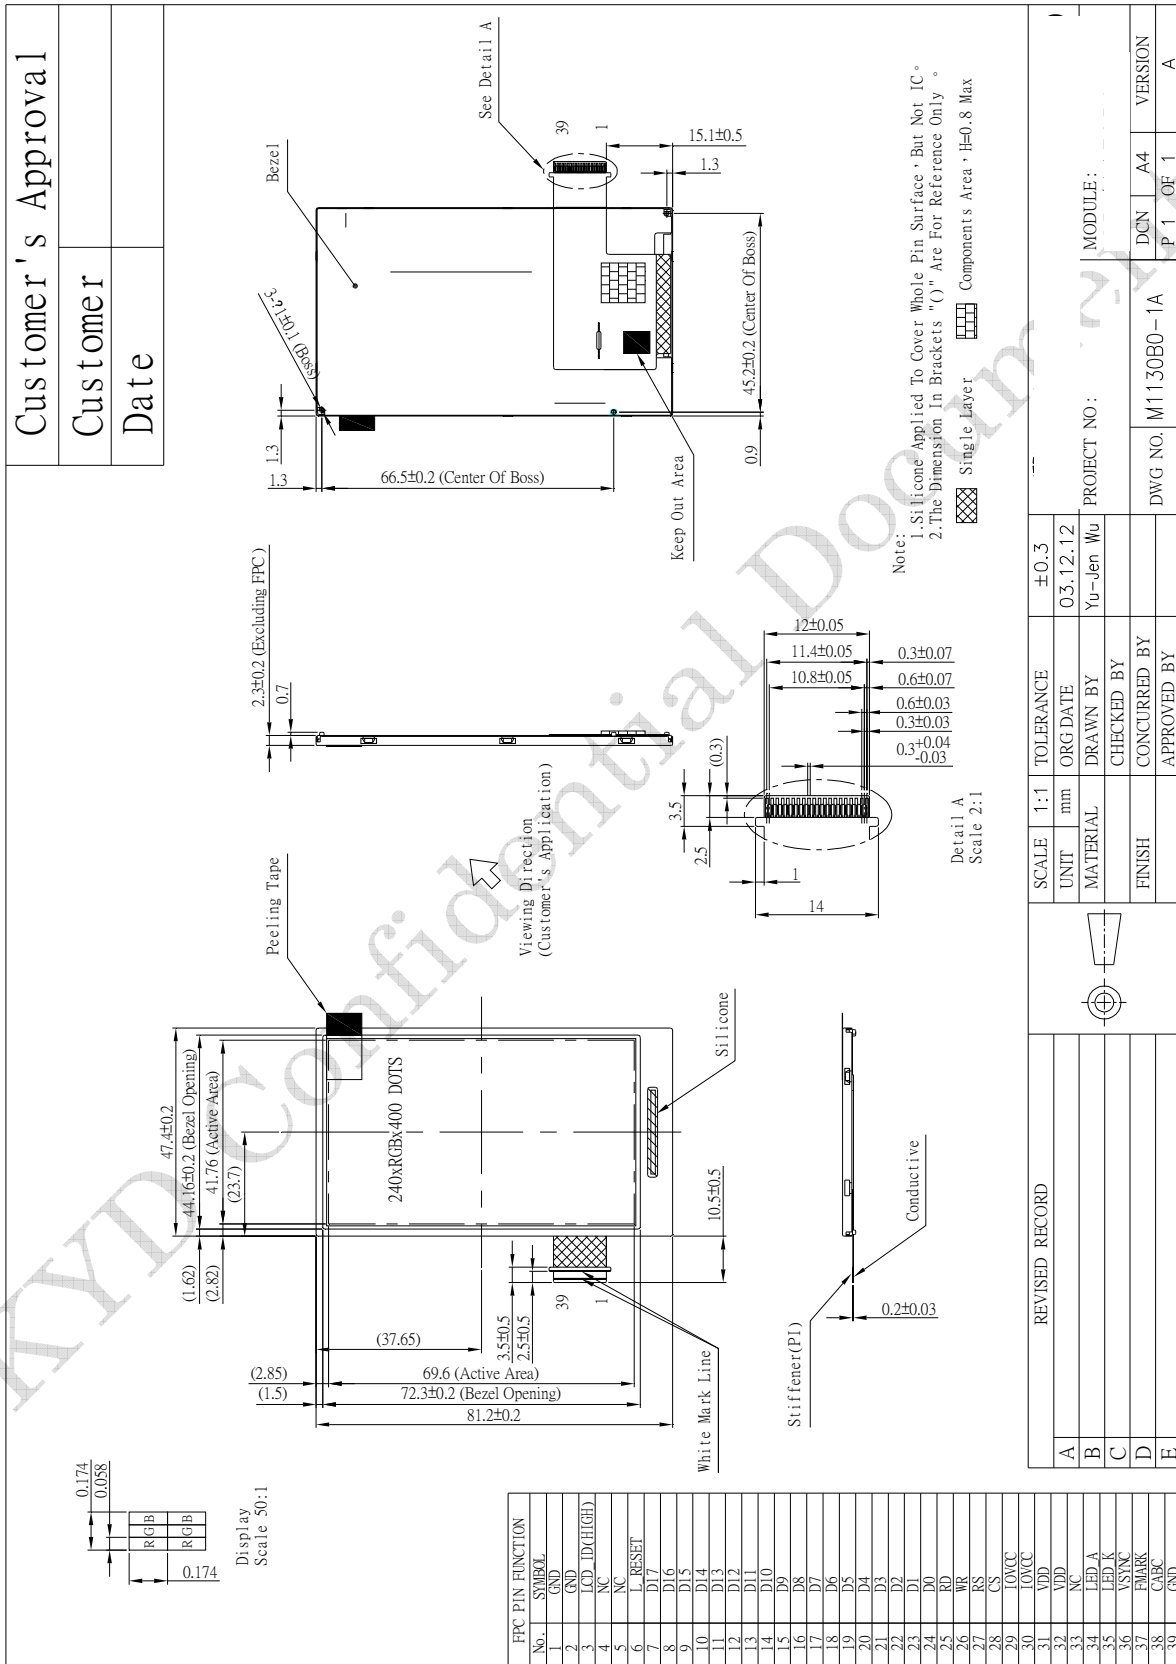 Customer's Approval
Customer
Date
See Detail A
39
1
15.1±0.5
1.3
Bezel
3-?1±0.1 (Boss)
1.3
1.3
66.5±0.2 (Center Of Boss)
45.2±0.2 (Center Of Boss)
0.9
Keep Out Area
Note:
1.Silicone Applied To Cover Whole Pin Surface，But Not IC。
2.The Dimension In Brackets "()" Are For Reference Only 。
Single Layer
Components Area，H=0.8 Max
2.3±0.2 (Excluding FPC)
0.7
Viewing Direction
(Customer's Application)
12±0.05
11.4±0.05
10.8±0.05
0.3±0.07
0.6±0.07
0.6±0.03
0.3±0.03
0.3+0.04
-0.03
(0.3)
3.5
2.5
1
14
Detail A
Scale 2:1
Peeling Tape
47.4±0.2
44.16±0.2 (Bezel Opening)
41.76 (Active Area)
(23.7)
(1.62)
(2.82)
240xRGBx400 DOTS
Silicone
10.5±0.5
39
1
3.5±0.5
2.5±0.5
(37.65)
(2.85)
(1.5)
69.6 (Active Area)
72.3±0.2 (Bezel Opening)
81.2±0.2
White Mark Line
Stiffener(PI)
Conductive
0.2±0.03
0.174
0.058
R G B
R G B
0.174
Display
Scale 50:1
FPC PIN FUNCTION
No. SYMBOL
1 GND
2 GND
3 LCD_ID(HIGH)
4 NC
5 NC
6 L_RESET
7 D17
8 D16
9 D15
10 D14
11 D13
12 D12
13 D11
14 D10
15 D9
16 D8
17 D7
18 D6
19 D5
20 D4
21 D3
22 D2
23 D1
24 D0
25 RD
26 WR
27 RS
28 CS
29 IOVCC
30 IOVCC
31 VDD
32 VDD
33 NC
34 LED_A
35 LED_K
36 VSYNC
37 FMARK
38 CABC
39 GND
REVISED RECORD
A
B
C
D
E
SCALE 1:1 TOLERANCE ±0.3
UNIT mm ORG DATE 03.12.12
MATERIAL DRAWN BY Yu-Jen Wu
CHECKED BY
FINISH CONCURRED BY
APPROVED BY
PROJECT NO: MODULE:
DWG NO. M1130B0-1A DCN A4 VERSION
P 1 OF 1 A
KYD Confidential Document